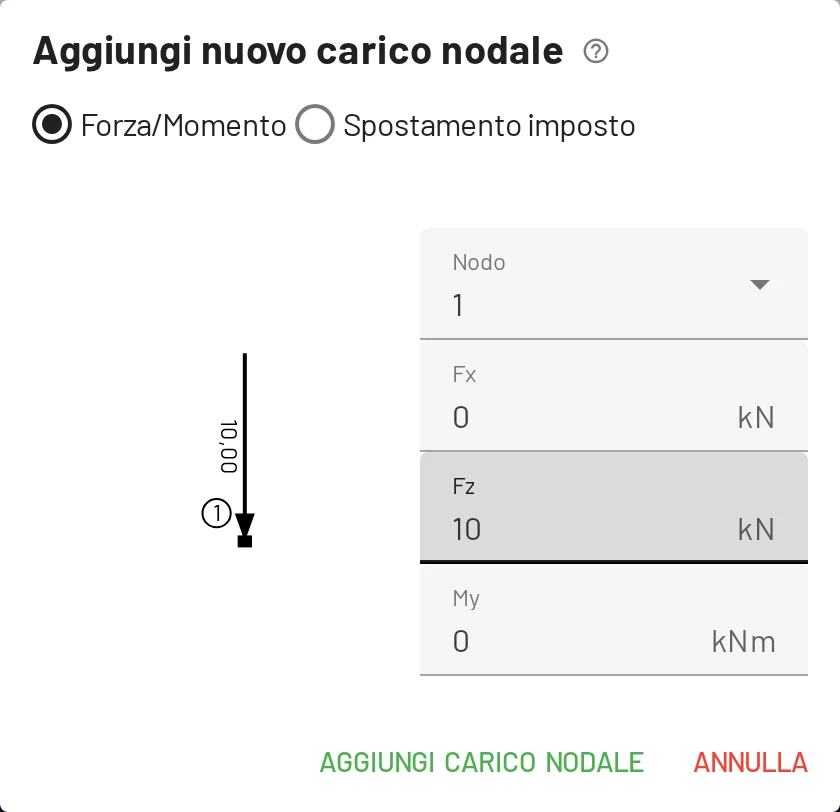 Aggiungi nuovo carico nodale ?
Forza/Momento Spostamento imposto
Nodo
1
Fx
0 kN
Fz
10 kN
My
0 kNm
10,00
1
AGGIUNGI CARICO NODALE ANNULLA